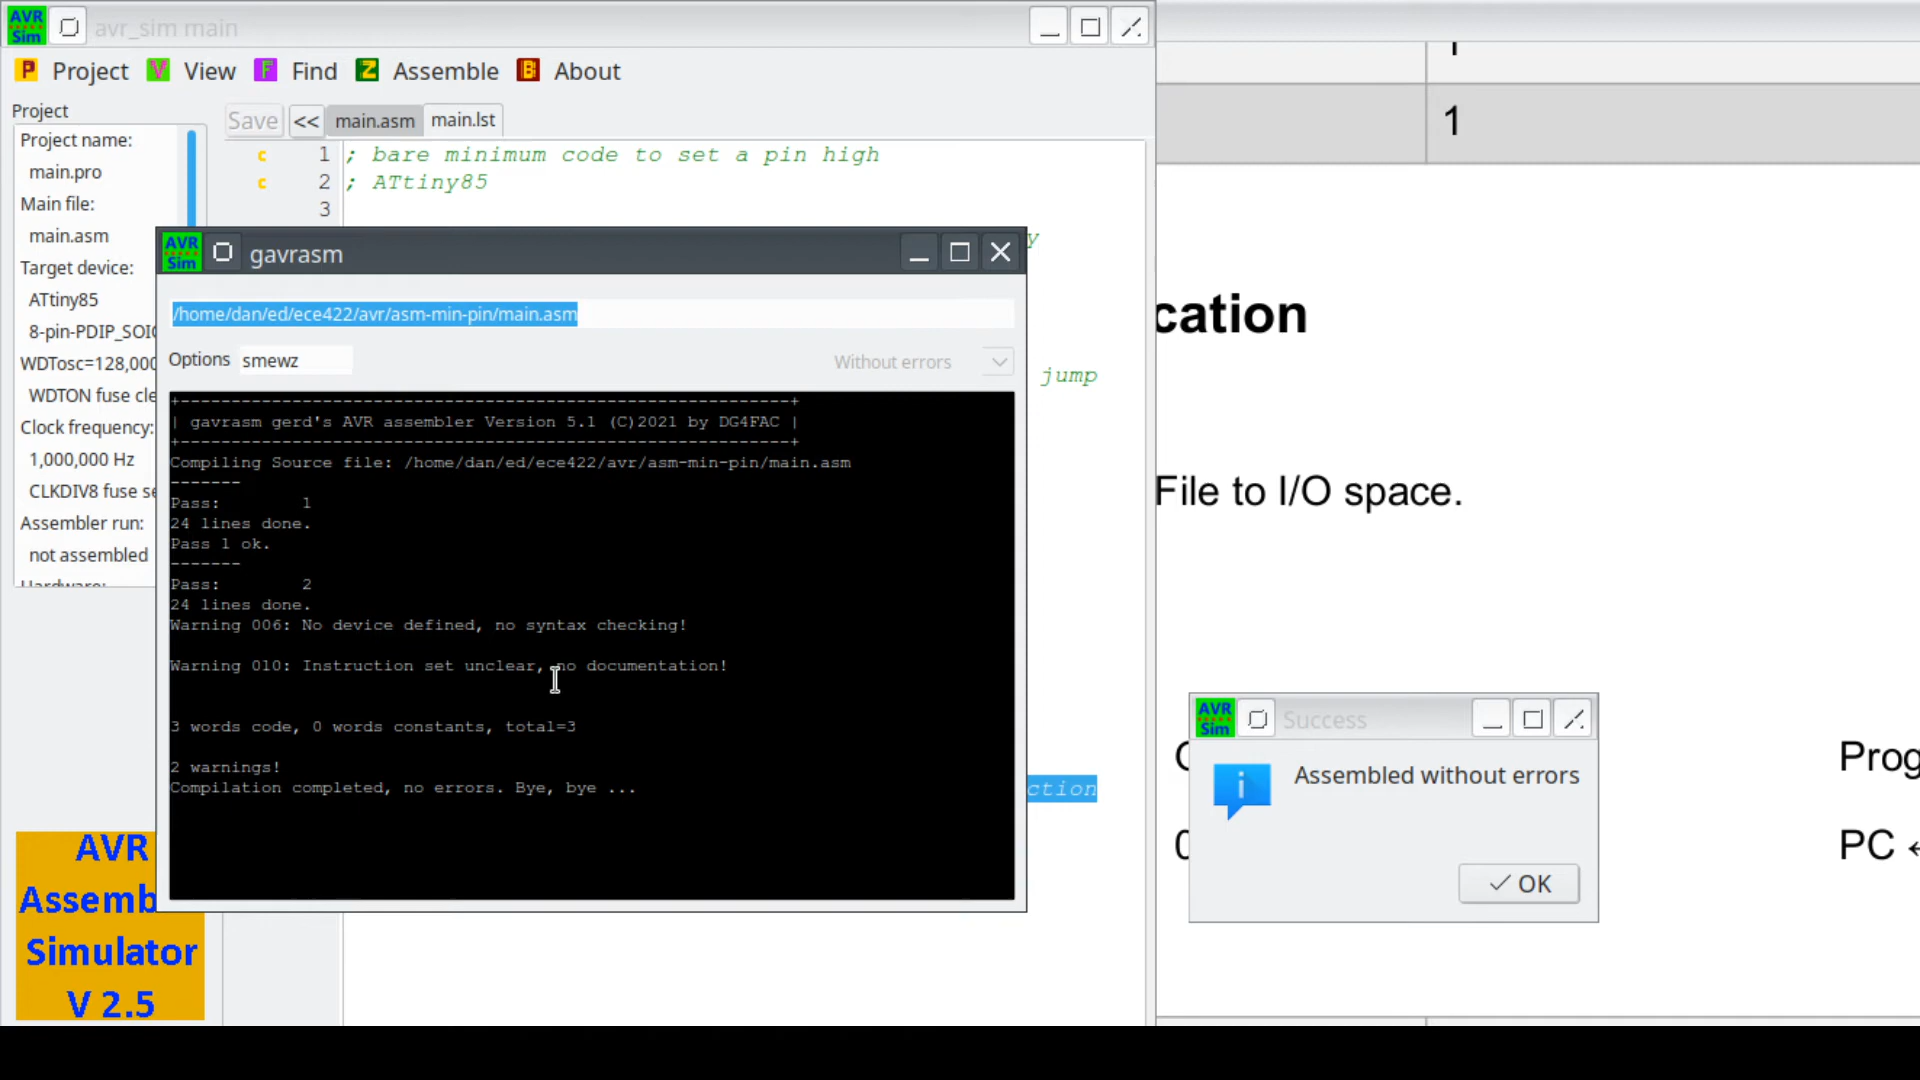 AVR
Sim
avr_sim main
P Project
V View
F Find
Z Assemble
B About
Project
Project name:
main.pro
Main file:
main.asm
Target device:
ATtiny85
8-pin-PDIP_SOIC
WDTosc=128,000
WDTON fuse cle
Clock frequency:
1,000,000 Hz
CLKDIV8 fuse se
Assembler run:
not assembled
Hardware:
AVR
Assemb
Simulator
V 2.5
Save << main.asm main.lst
c 1 ; bare minimum code to set a pin high
c 2 ; ATtiny85
3
y
jump
ction
AVR
Sim
gavrasm
/home/dan/ed/ece422/avr/asm-min-pin/main.asm
Options smewz Without errors
+------------------------------------------------------------+
| gavrasm gerd's AVR assembler Version 5.1 (C)2021 by DG4FAC |
+------------------------------------------------------------+
Compiling Source file: /home/dan/ed/ece422/avr/asm-min-pin/main.asm
-------
Pass: 1
24 lines done.
Pass 1 ok.
-------
Pass: 2
24 lines done.
Warning 006: No device defined, no syntax checking!
Warning 010: Instruction set unclear, no documentation!
3 words code, 0 words constants, total=3
2 warnings!
Compilation completed, no errors. Bye, bye ...
1
cation
File to I/O space.
Prog
PC ←
AVR
Sim
Success
Assembled without errors
OK